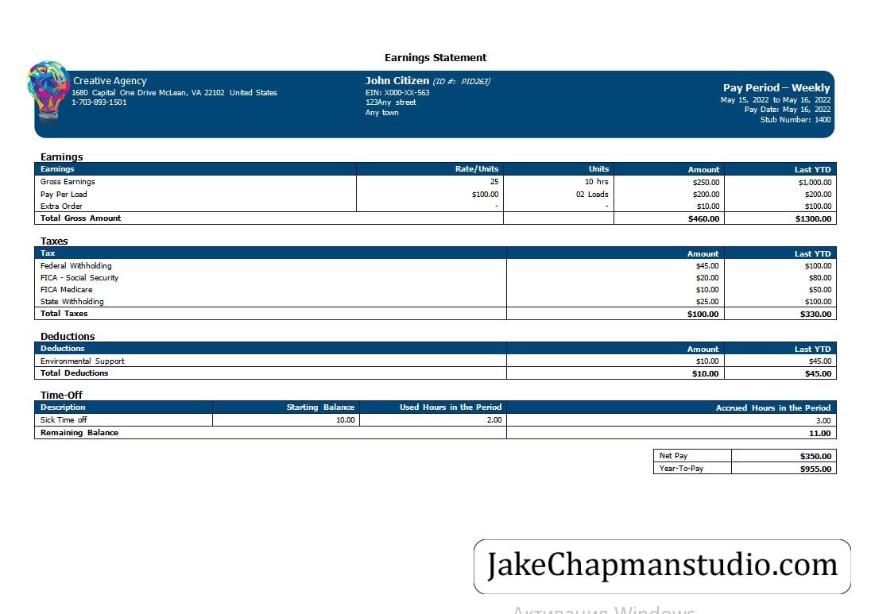 Earnings Statement
Creative Agency
1680 Capital One Drive McLean, VA 22102 United States
1-703-893-1501
John Citizen (ID #: PID263)
EIN: X000-XX-563
123Any street
Any town
Pay Period – Weekly
May 15, 2022 to May 16, 2022
Pay Date: May 16, 2022
Stub Number: 1400
Earnings
Earnings Rate/Units Units Amount Last YTD
Gross Earnings 25 10 hrs $250.00 $1,000.00
Pay Per Load $100.00 02 Loads $200.00 $200.00
Extra Order - - $10.00 $100.00
Total Gross Amount $460.00 $1300.00
Taxes
Tax Amount Last YTD
Federal Withholding $45.00 $100.00
FICA - Social Security $20.00 $80.00
FICA Medicare $10.00 $50.00
State Withholding $25.00 $100.00
Total Taxes $100.00 $330.00
Deductions
Deductions Amount Last YTD
Environmental Support $10.00 $45.00
Total Deductions $10.00 $45.00
Time-Off
Description Starting Balance Used Hours in the Period Accrued Hours in the Period
Sick Time off 10.00 2.00 3.00
Remaining Balance 11.00
Net Pay $350.00
Year-To-Pay $955.00
JakeChapmanstudio.com
Активация Windows